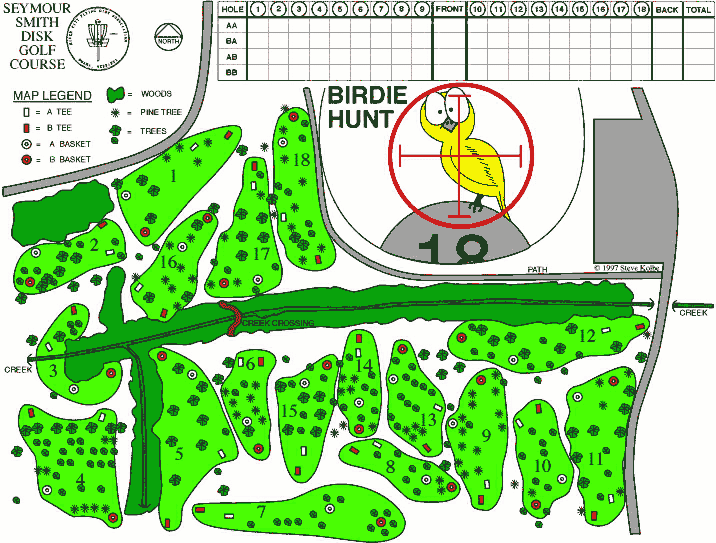 SEYMOUR
SMITH
DISK
GOLF
COURSE
NORTH
HOLE 1 2 3 4 5 6 7 8 9 FRONT 10 11 12 13 14 15 16 17 18 BACK TOTAL
AA
BA
AB
BB
MAP LEGEND
= A TEE
= B TEE
= A BASKET
= B BASKET
= WOODS
= PINE TREE
= TREES
BIRDIE
HUNT
18
© 1997 Steve Kolbe
PATH
CREEK
CREEK
CREEK CROSSING
1
2
3
4
5
6
7
8
9
10
11
12
13
14
15
16
17
18